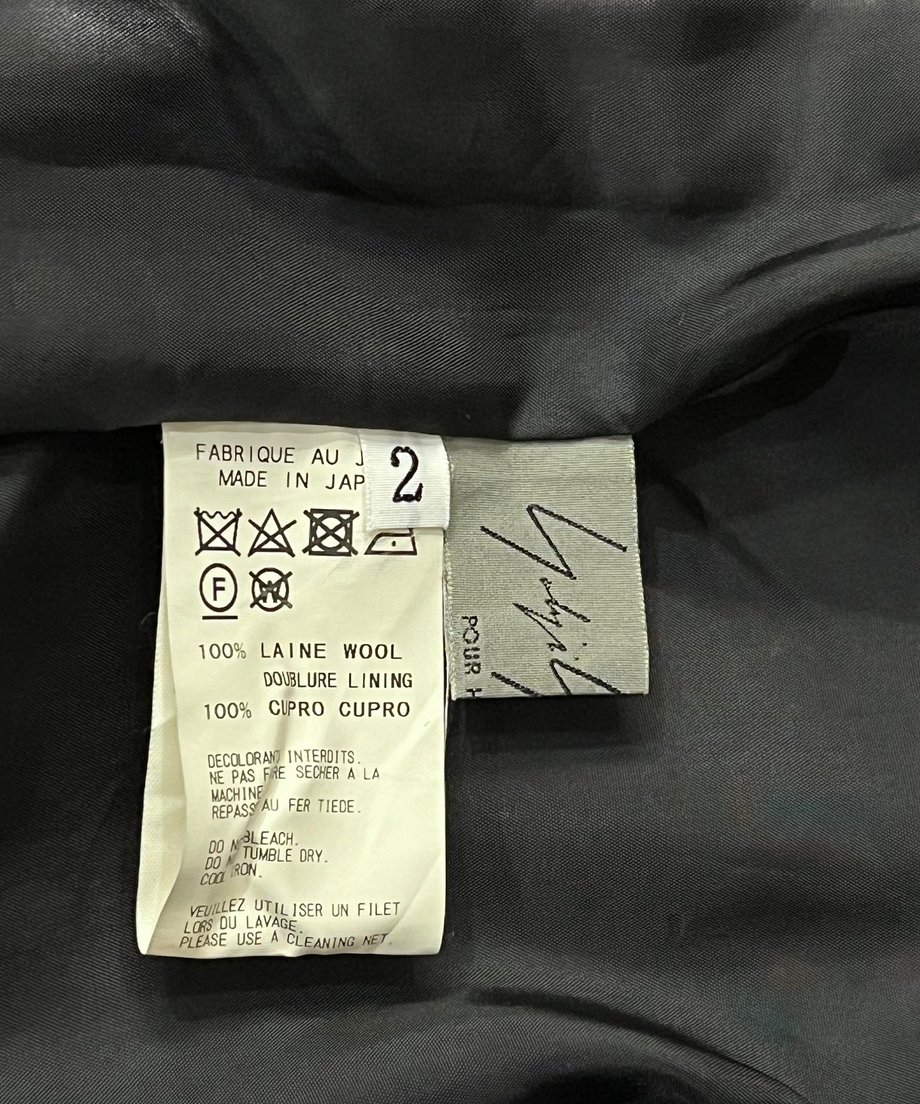 FABRIQUE AU J
MADE IN JAP
2
F
W
100% LAINE WOOL
DOUBLURE LINING
100% CUPRO CUPRO
DECOLORANT INTERDITS.
NE PAS FIRE SECHER A LA
MACHINE
REPASS AU FER TIEDE.
DO N BLEACH.
DO N TUMBLE DRY.
COOL IRON.
VEUILLEZ UTILISER UN FILET
LORS DU LAVAGE.
PLEASE USE A CLEANING NET.
POUR H